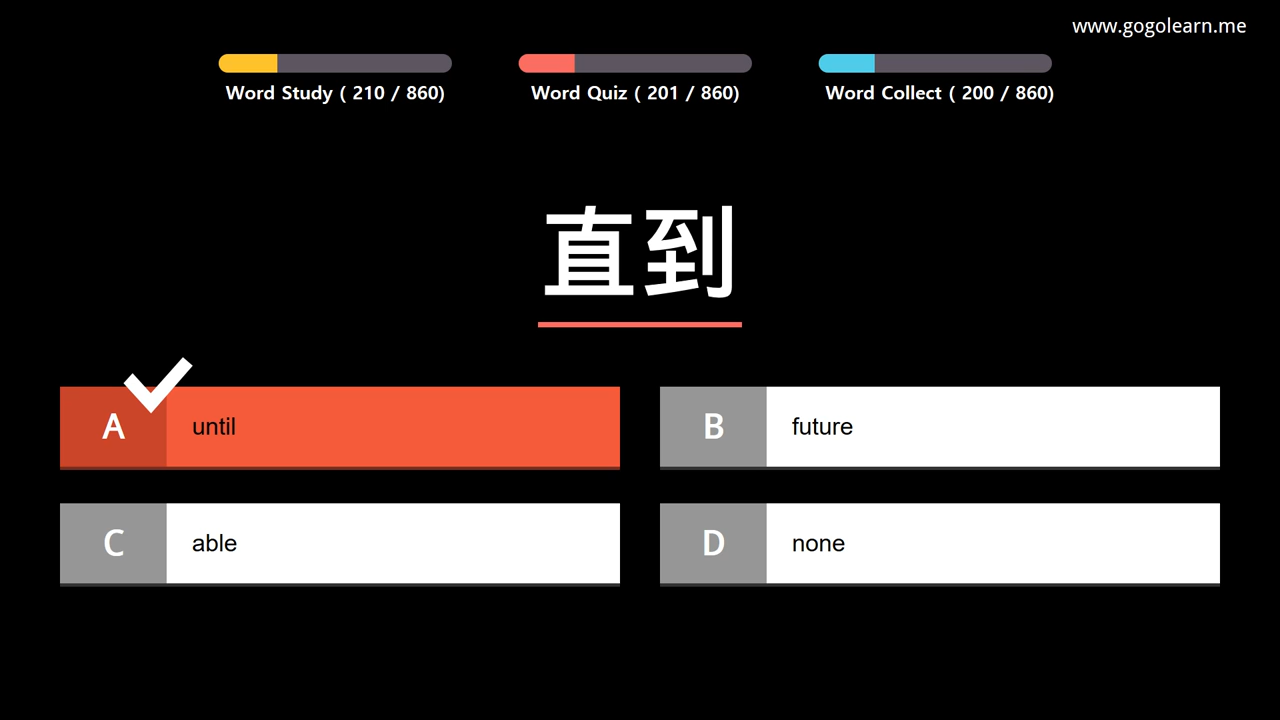 www.gogolearn.me
Word Study ( 210 / 860)
Word Quiz ( 201 / 860)
Word Collect ( 200 / 860)
直到
A until
B future
C able
D none